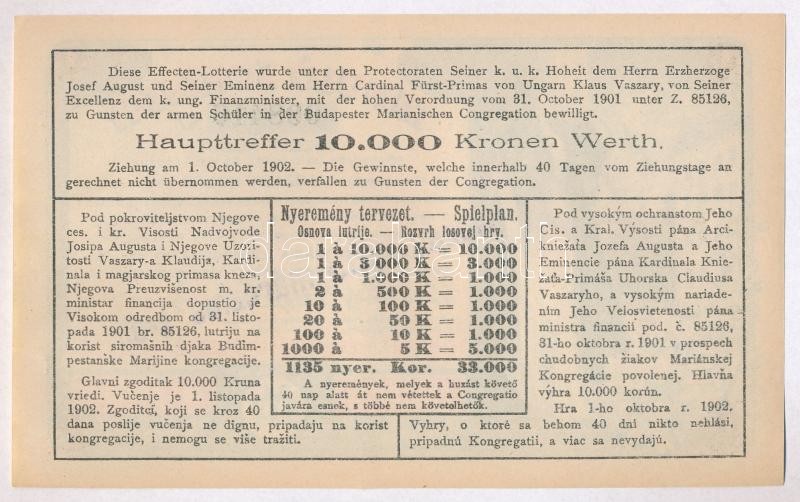 Diese Effecten-Lotterie wurde unter den Protectoraten Seiner k. u. k. Hoheit dem Herrn Erzherzoge
Josef August und Seiner Eminenz dem Herrn Cardinal Fürst-Primas von Ungarn Klaus Vaszary, von Seiner
Excellenz dem k. ung. Finanzminister, mit der hohen Verordnung vom 31. October 1901 unter Z. 85126,
zu Gunsten der armen Schüler in der Budapester Marianischen Congregation bewilligt.
Haupttreffer 10.000 Kronen Werth.
Ziehung am 1. October 1902. — Die Gewinnste, welche innerhalb 40 Tagen vom Ziehungstage an
gerechnet nicht übernommen werden, verfallen zu Gunsten der Congregation.
Pod pokroviteljstvom Njegove
ces. i kr. Visosti Nadvojvode
Josipa Augusta i Njegove Uzozi-
tosti Vaszary-a Klaudija, Kardi-
nala i magjarskog primasa kneza,
Njegova Preuzvišenost m. kr.
ministar financija dopustio je
Visokom odredbom od 31. listo-
pada 1901 br. 85126, lutriju na
korist siromašnih djaka Budim-
pestanske Marijine kongregacije.
Glavni zgoditak 10.000 Kruna
vriedi. Vučenje je 1. listopada
1902. Zgoditci, koji se kroz 40
dana poslije vučenja ne dignu, pripadaju na korist
kongregacije, i nemogu se više tražiti.
Nyeremény tervezet. — Spielplan.
Osnova lutrije. — Rozvrh losovej hry.
1 à 10.000 K = 10.000
1 à 3.000 K = 3.000
1 à 1.000 K = 1.000
2 à 500 K = 1.000
10 à 100 K = 1.000
20 à 50 K = 1.000
100 à 10 K = 1.000
1000 à 5 K = 5.000
1135 nyer. Kor. 33.000
A nyeremények, melyek a huzást követő
40 nap alatt át nem vétettek a Congregatio
javára esnek, s többé nem követelhetők.
Pod vysokým ochranstom Jeho
Cis. a Kral. Výsosti pána Arci-
kniežaťa Jozefa Augusta a Jeho
Eminencie pána Kardinala Knie-
žaťa-Primáša Uhorska Claudiusa
Vaszaryho, a vysokým nariade-
ním Jeho Velosvietenosti pána
ministra financií pod. č. 85126,
31-ho oktobra r. 1901 v prospech
chudobnych žiakov Mariánskej
Kongregácie povolenej. Hlavňa
výhra 10.000 korún.
Hra 1-ho oktobra r. 1902.
Vyhry, o ktoré sa behom 40 dní nikto nehlási,
pripadnú Kongregatii, a viac sa nevydajú.